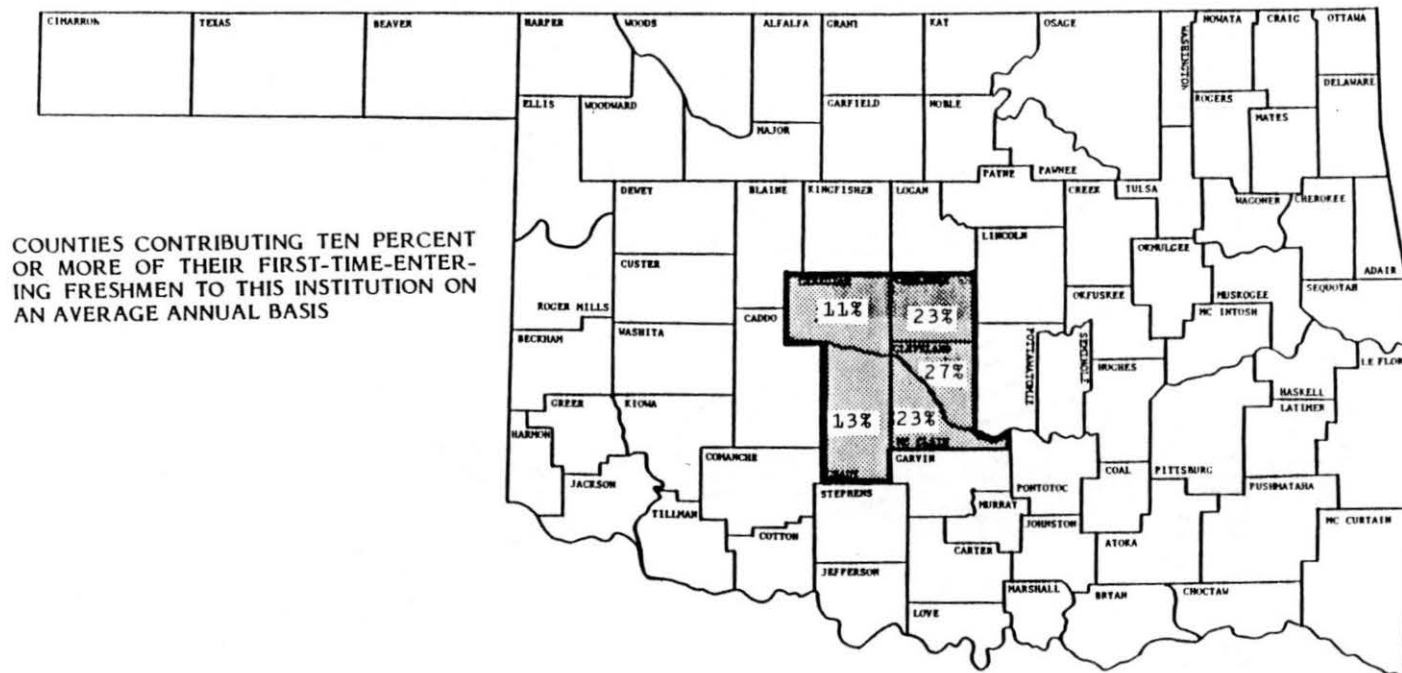 CIMARRON TEXAS BEAVER HARPER WOODS ALFALFA GRANT KAY OSAGE WASHINGTON NOWATA CRAIG OTTAWA
ELLIS WOODWARD GARFIELD NOBLE ROGERS DELAWARE
MAJOR MAYES
DEWEY BLAINE KINGFISHER LOGAN PAYNE PAWNEE CREEK TULSA WAGONER CHEROKEE
LINCOLN
COUNTIES CONTRIBUTING TEN PERCENT
OR MORE OF THEIR FIRST-TIME-ENTER-
ING FRESHMEN TO THIS INSTITUTION ON
AN AVERAGE ANNUAL BASIS
CUSTER OKMULGEE ADAIR
ROGER MILLS CADDO 11% 23% OKFUSKEE MUSKOGEE SEQUOYAH
BECKHAM WASHITA CLEVELAND POTTAWATOMIE SEMINOLE MC INTOSH
27% HUGHES LE FLOR
GREER KIOWA 13% 23% HASKELL
HARMON MC CLAIN LATIMER
COMANCHE GARVIN COAL PITTSBURG
JACKSON GRADY PONTOTOC PUSHMATAHA
TILLMAN STEPHENS MURRAY
COTTON JOHNSTON MC CURTAIN
CARTER ATOKA
JEFFERSON MARSHALL BRYAN CHOCTAW
LOVE